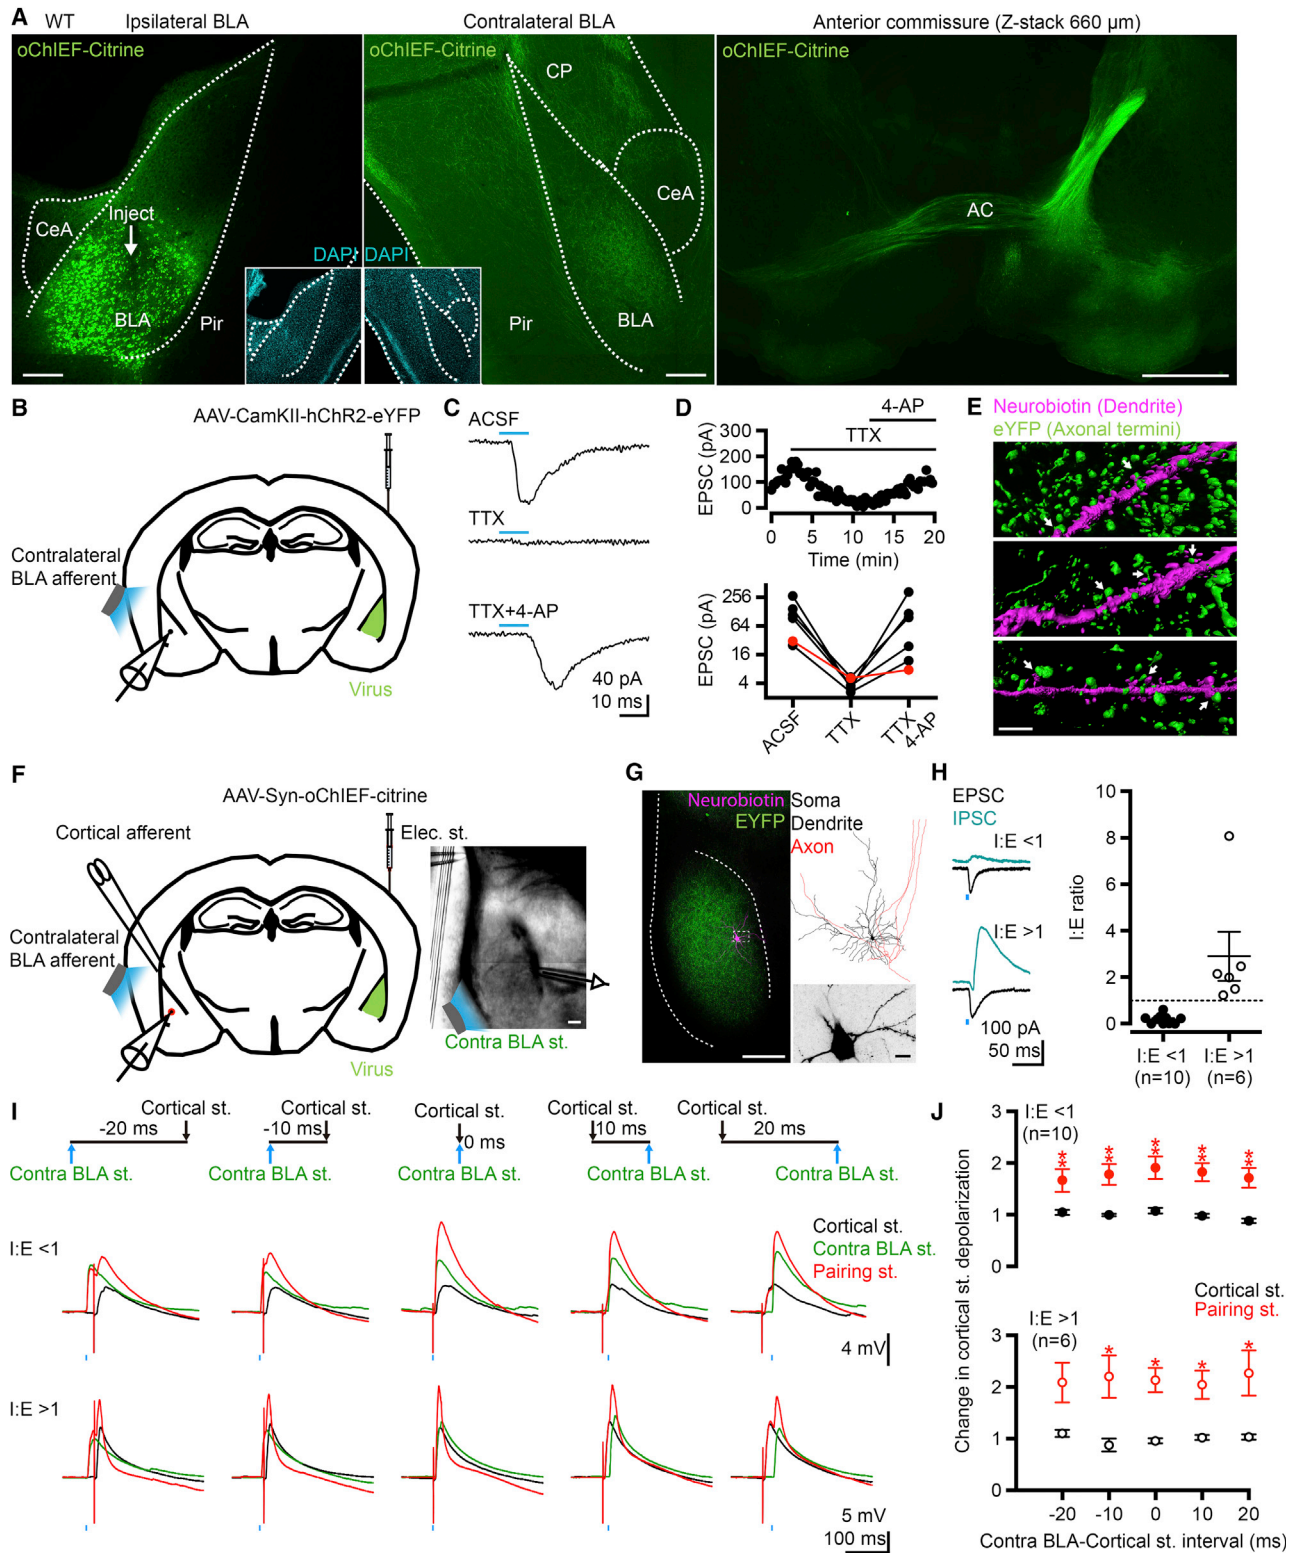 A
WT
Ipsilateral BLA
Contralateral BLA
Anterior commissure (Z-stack 660 µm)
oChIEF-Citrine
oChIEF-Citrine
oChIEF-Citrine
CP
CeA
Inject
CeA
AC
DAPI
DAPI
BLA
Pir
Pir
BLA
B
AAV-CamKII-hChR2-eYFP
Contralateral
BLA afferent
Virus
C
ACSF
TTX
TTX+4-AP
40 pA
10 ms
D
4-AP
TTX
EPSC (pA)
300
200
100
0
0 5 10 15 20
Time (min)
EPSC (pA)
256
64
16
4
ACSF
TTX
TTX
4-AP
E
Neurobiotin (Dendrite)
eYFP (Axonal termini)
F
AAV-Syn-oChIEF-citrine
Cortical afferent
Elec. st.
Contralateral
BLA afferent
Virus
Contra BLA st.
G
Neurobiotin
EYFP
Soma
Dendrite
Axon
H
EPSC
IPSC
I:E <1
I:E >1
100 pA
50 ms
I:E ratio
10
8
6
4
2
0
I:E <1
(n=10)
I:E >1
(n=6)
I
Cortical st.
-20 ms
Contra BLA st.
Cortical st.
-10 ms
Contra BLA st.
Cortical st.
0 ms
Contra BLA st.
Cortical st.
10 ms
Contra BLA st.
Cortical st.
20 ms
Contra BLA st.
I:E <1
Cortical st.
Contra BLA st.
Pairing st.
4 mV
I:E >1
5 mV
100 ms
J
Change in cortical st. depolarization
I:E <1
(n=10)
3
2
1
0
** ** ** ** **
Cortical st.
Pairing st.
I:E >1
(n=6)
3
2
1
0
* * * *
-20 -10 0 10 20
Contra BLA-Cortical st. interval (ms)